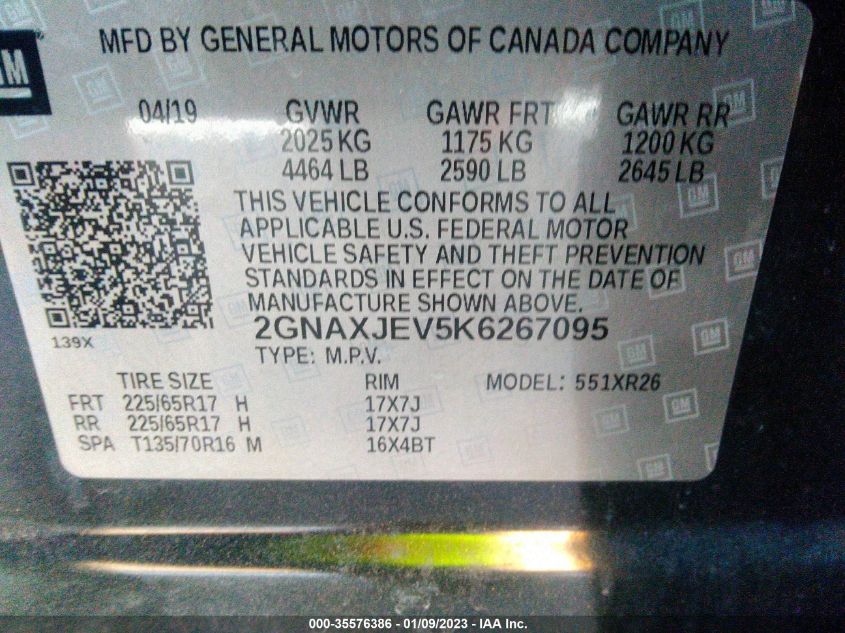 MFD BY GENERAL MOTORS OF CANADA COMPANY
GM
04/19 GVWR GAWR FRT GAWR RR
2025 KG 1175 KG 1200 KG
4464 LB 2590 LB 2645 LB
THIS VEHICLE CONFORMS TO ALL
APPLICABLE U.S. FEDERAL MOTOR
VEHICLE SAFETY AND THEFT PREVENTION
STANDARDS IN EFFECT ON THE DATE OF
MANUFACTURE SHOWN ABOVE.
2GNAXJEV5K6267095
139X
TYPE: M.P.V.
TIRE SIZE RIM MODEL: 551XR26
FRT 225/65R17 H 17X7J
RR 225/65R17 H 17X7J
SPA T135/70R16 M 16X4BT
000-35576386 - 01/09/2023 - IAA Inc.